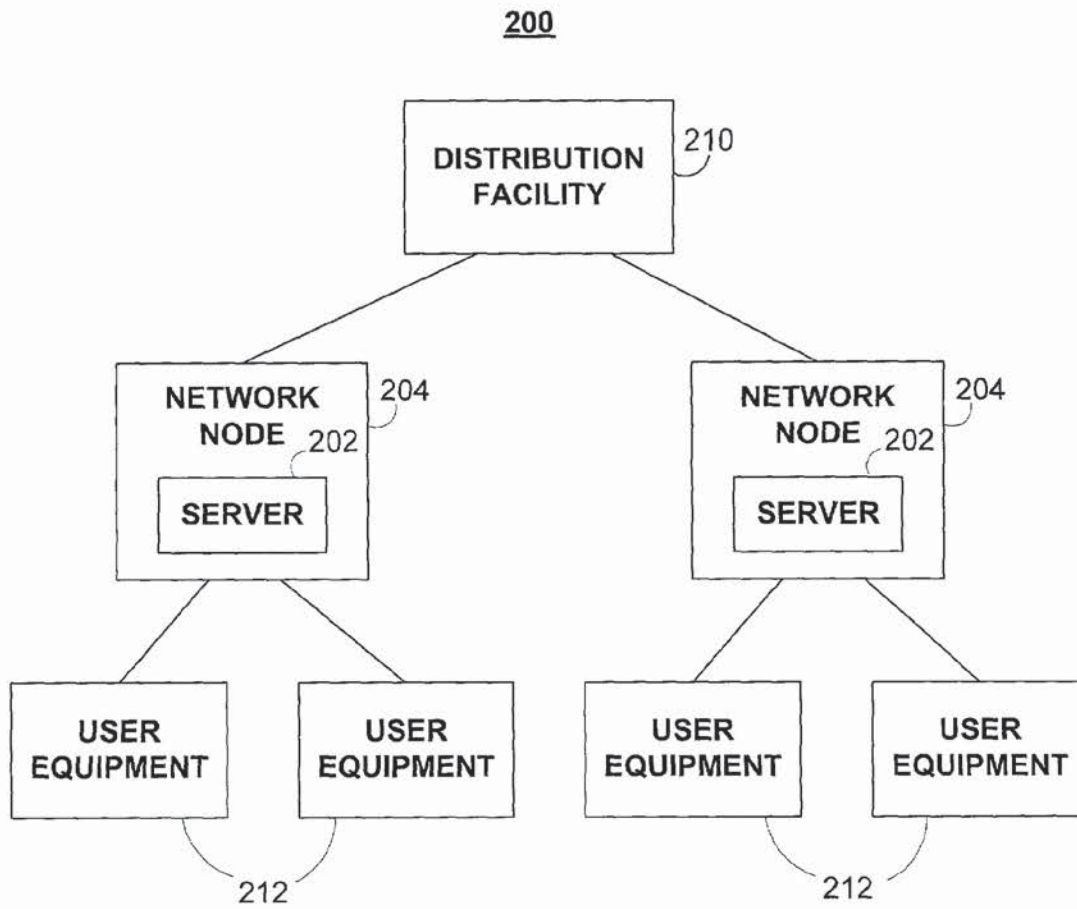 200
DISTRIBUTION
FACILITY
210
NETWORK
NODE
204
202
SERVER
NETWORK
NODE
204
202
SERVER
USER
EQUIPMENT
USER
EQUIPMENT
212
USER
EQUIPMENT
USER
EQUIPMENT
212